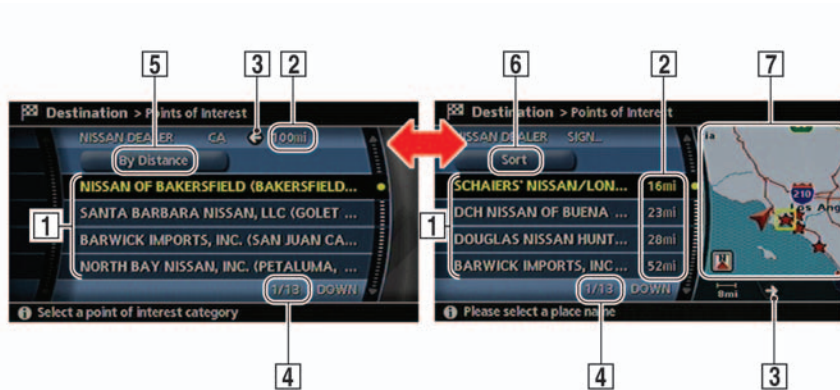 5 3 2
Destination > Points of Interest
NISSAN DEALER CA 100mi
By Distance
1
NISSAN OF BAKERSFIELD (BAKERSFIELD...
SANTA BARBARA NISSAN, LLC (GOLET ...
BARWICK IMPORTS, INC. (SAN JUAN CA...
NORTH BAY NISSAN, INC. (PETALUMA, ...
1/13 DOWN
Select a point of interest category
4
6 2 7
Destination > Points of Interest
NISSAN DEALER SIGN...
Sort
1
SCHAIERS' NISSAN/LON... 16mi
DCH NISSAN OF BUENA ... 23mi
DOUGLAS NISSAN HUNT... 28mi
BARWICK IMPORTS, INC... 52mi
1/13 DOWN
ia
210
os Ang
N
8mi
Please select a place name
4 3